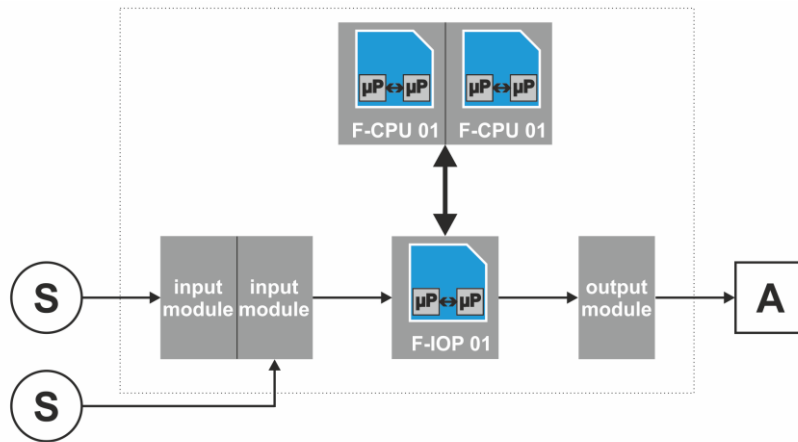 μP μP
F-CPU 01
μP μP
F-CPU 01
S
input
module
input
module
μP μP
F-IOP 01
output
module
A
S